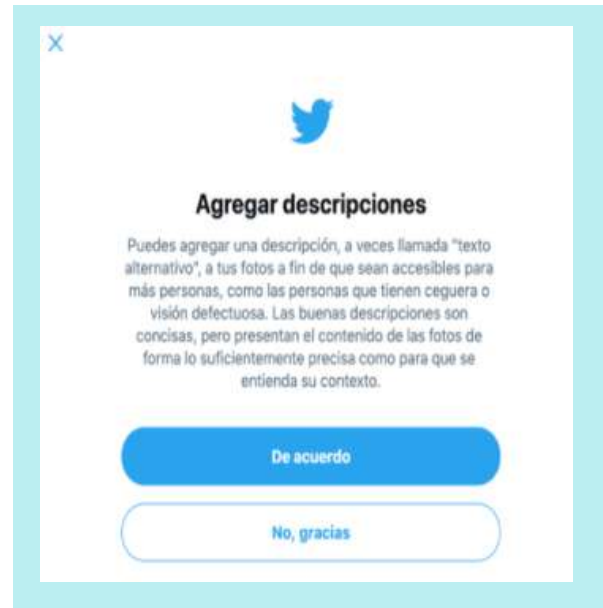 Agregar descripciones
Puedes agregar una descripción, a veces llamada "texto
alternativo", a tus fotos a fin de que sean accesibles para
más personas, como las personas que tienen ceguera o
visión defectuosa. Las buenas descripciones son
concisas, pero presentan el contenido de las fotos de
forma lo suficientemente precisa como para que se
entienda su contexto.
De acuerdo
No, gracias